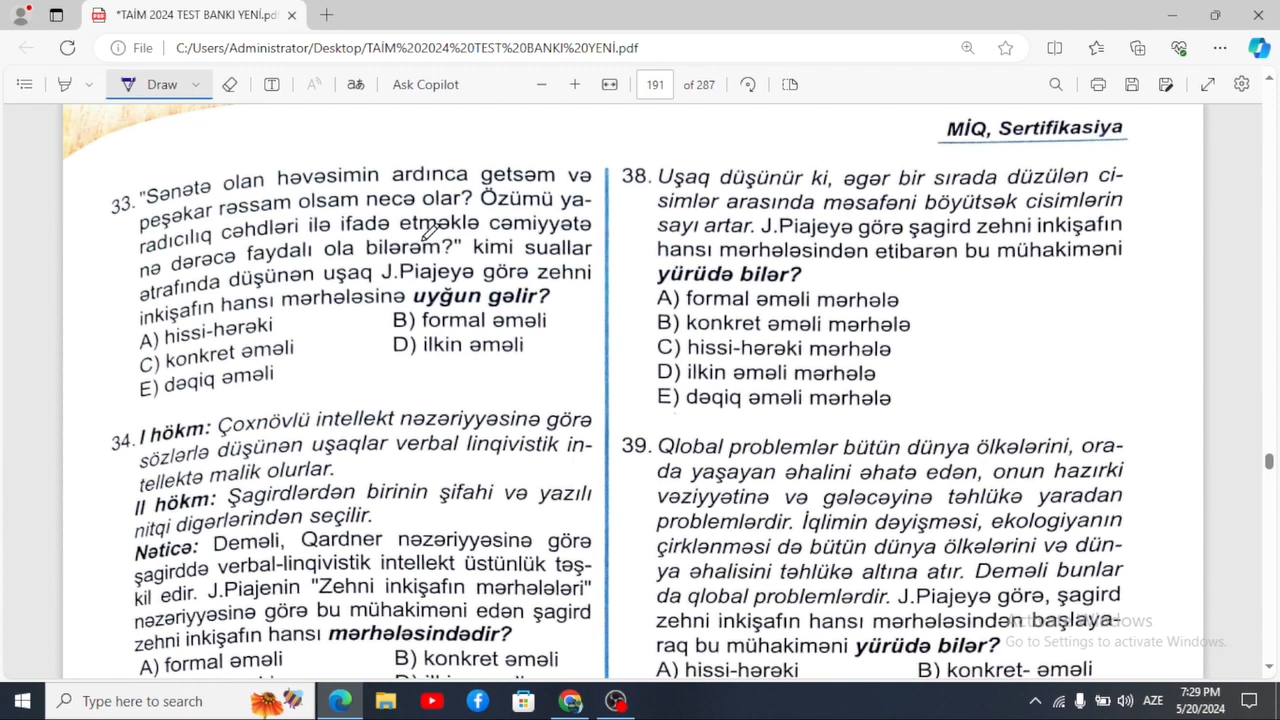 *TAİM 2024 TEST BANKI YENİ.pdf
File
C:/Users/Administrator/Desktop/TAİM%202024%20TEST%20BANKI%20YENİ.pdf
Draw
Ask Copilot
191 of 287
MİQ, Sertifikasiya
33. "Sənətə olan həvəsimin ardınca getsəm və
peşəkar rəssam olsam necə olar? Özümü ya-
radıcılıq cəhdləri ilə ifadə etməklə cəmiyyətə
nə dərəcə faydalı ola bilərəm?" kimi suallar
ətrafında düşünən uşaq J.Piajeyə görə zehni
inkişafın hansı mərhələsinə uyğun gəlir?
A) hissi-hərəki
B) formal əməli
C) konkret əməli
D) ilkin əməli
E) dəqiq əməli
34. I hökm: Çoxnövlü intellekt nəzəriyyəsinə görə
sözlərlə düşünən uşaqlar verbal linqivistik in-
tellektə malik olurlar.
II hökm: Şagirdlərdən birinin şifahi və yazılı
nitqi digərlərindən seçilir.
Nəticə: Deməli, Qardner nəzəriyyəsinə görə
şagirddə verbal-linqivistik intellekt üstünlük təş-
kil edir. J.Piajenin "Zehni inkişafın mərhələləri"
nəzəriyyəsinə görə bu mühakiməni edən şagird
zehni inkişafın hansı mərhələsindədir?
A) formal əməli
B) konkret əməli
38. Uşaq düşünür ki, əgər bir sırada düzülən ci-
simlər arasında məsafəni böyütsək cisimlərin
sayı artar. J.Piajeyə görə şagird zehni inkişafın
hansı mərhələsindən etibarən bu mühakiməni
yürüdə bilər?
A) formal əməli mərhələ
B) konkret əməli mərhələ
C) hissi-hərəki mərhələ
D) ilkin əməli mərhələ
E) dəqiq əməli mərhələ
39. Qlobal problemlər bütün dünya ölkələrini, ora-
da yaşayan əhalini əhatə edən, onun hazırki
vəziyyətinə və gələcəyinə təhlükə yaradan
problemlərdir. İqlimin dəyişməsi, ekologiyanın
çirklənməsi də bütün dünya ölkələrini və dün-
ya əhalisini təhlükə altına atır. Deməli bunlar
da qlobal problemlərdir. J.Piajeyə görə, şagird
zehni inkişafın hansı mərhələsindən başlaya-
raq bu mühakiməni yürüdə bilər?
A) hissi-hərəki
B) konkret- əməli
Activate Windows
Go to Settings to activate Windows.
Type here to search
AZE
7:29 PM
5/20/2024